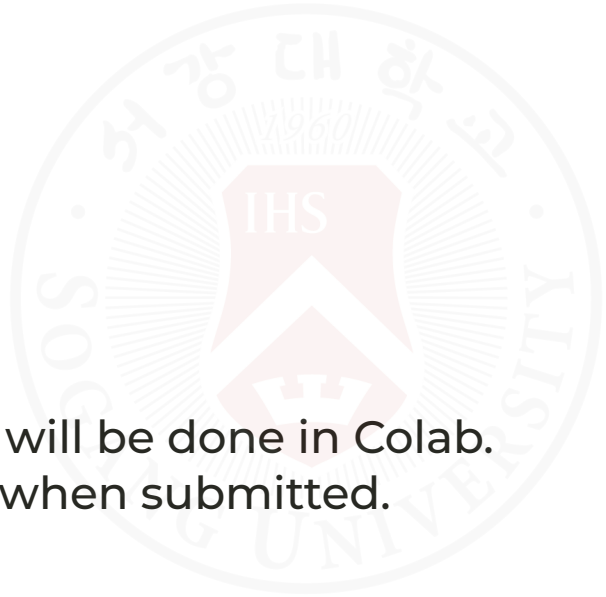 서강대학교
1960
IHS
SOGANG UNIVERSITY
will be done in Colab.
when submitted.